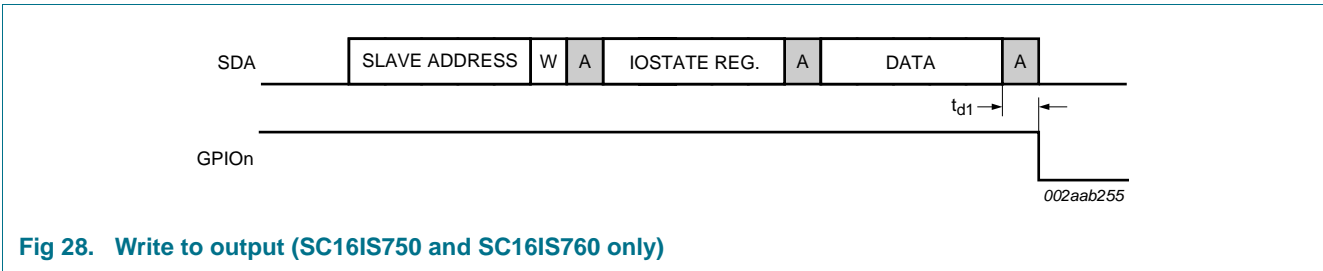 SDA SLAVE ADDRESS W A IOSTATE REG. A DATA A
td1
GPIOn
002aab255
Fig 28. Write to output (SC16IS750 and SC16IS760 only)